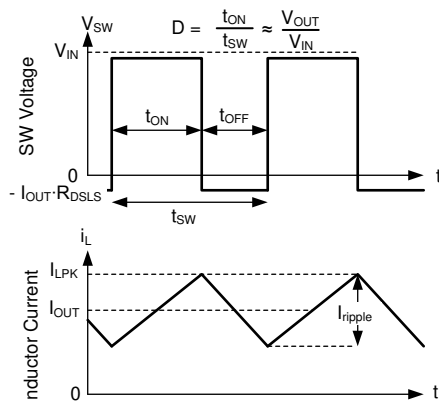 V_SW
D = t_ON / t_SW ≈ V_OUT / V_IN
V_IN
SW Voltage
t_ON
t_OFF
0
t
- I_OUT·R_DSLS
t_SW
i_L
I_LPK
I_OUT
I_ripple
nductor Current
0
t